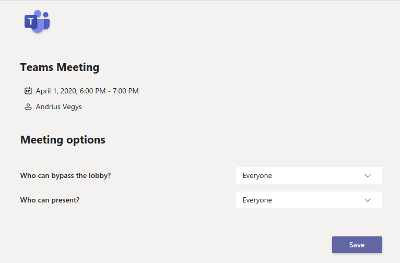 Teams Meeting
April 1, 2020, 6:00 PM - 7:00 PM
Andrius Vegys
Meeting options
Who can bypass the lobby? Everyone
Who can present? Everyone
Save